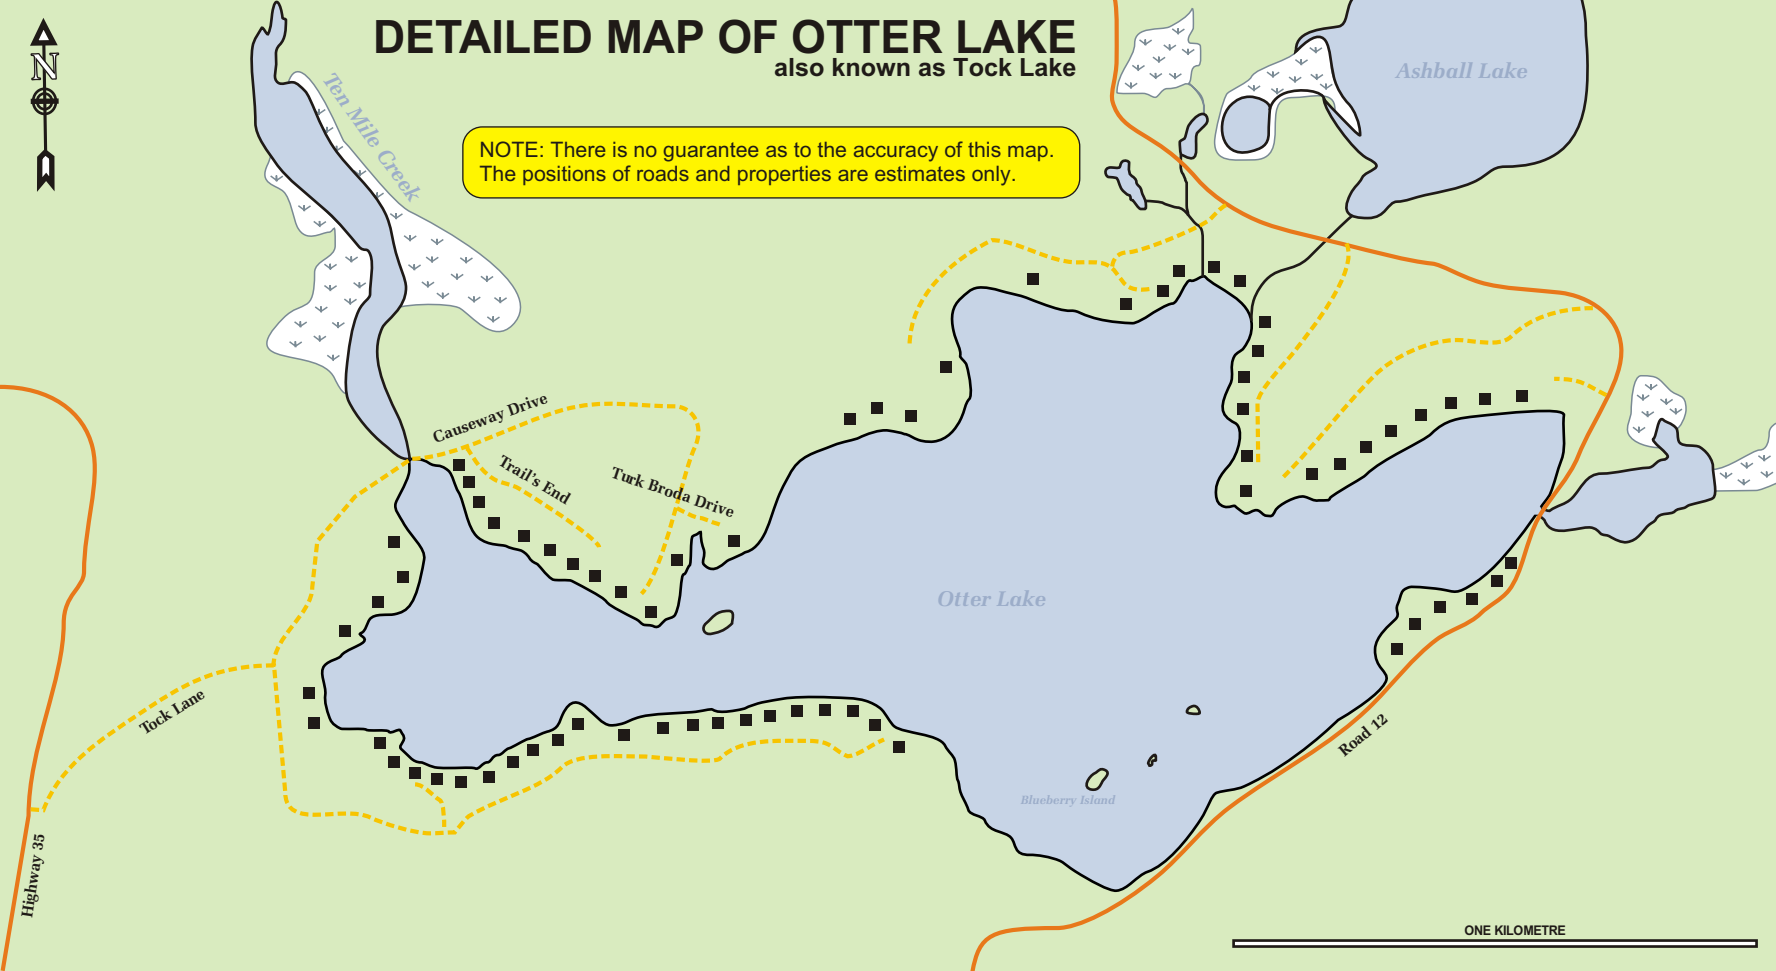 DETAILED MAP OF OTTER LAKE
also known as Tock Lake
N
Ten Mile Creek
Ashball Lake
NOTE: There is no guarantee as to the accuracy of this map.
The positions of roads and properties are estimates only.
Causeway Drive
Trail's End
Turk Broda Drive
Otter Lake
Tock Lane
Road 12
Blueberry Island
Highway 35
ONE KILOMETRE